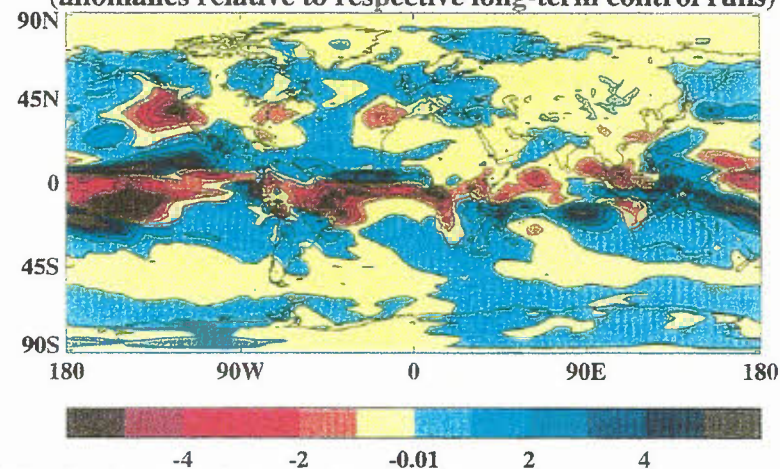 (anomalies relative to respective long-term control runs)
90N
45N
0
45S
90S
180 90W 0 90E 180
-4 -2 -0.01 2 4